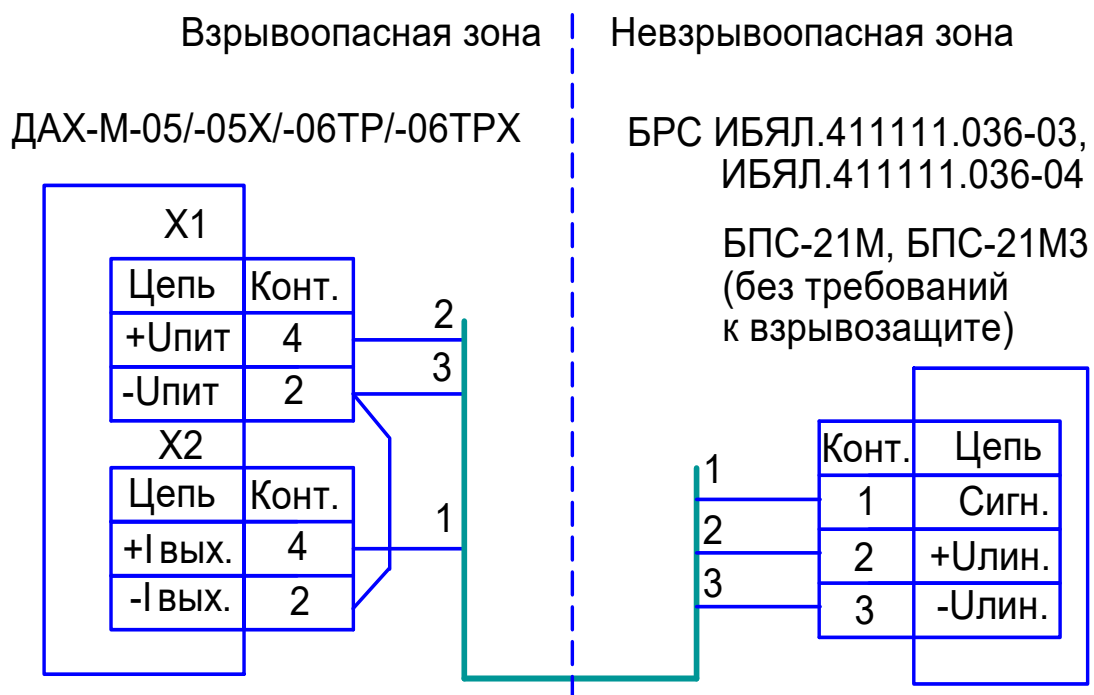 Взрывоопасная зона
Невзрывоопасная зона
ДАХ-М-05/-05Х/-06ТР/-06ТРХ
БРС ИБЯЛ.411111.036-03,
ИБЯЛ.411111.036-04
БПС-21М, БПС-21М3
(без требований
к взрывозащите)
Х1
Цепь Конт.
+Uпит 4
-Uпит 2
Х2
Цепь Конт.
+I вых. 4
-I вых. 2
2
3
1
1
2
3
Конт. Цепь
1 Сигн.
2 +Uлин.
3 -Uлин.